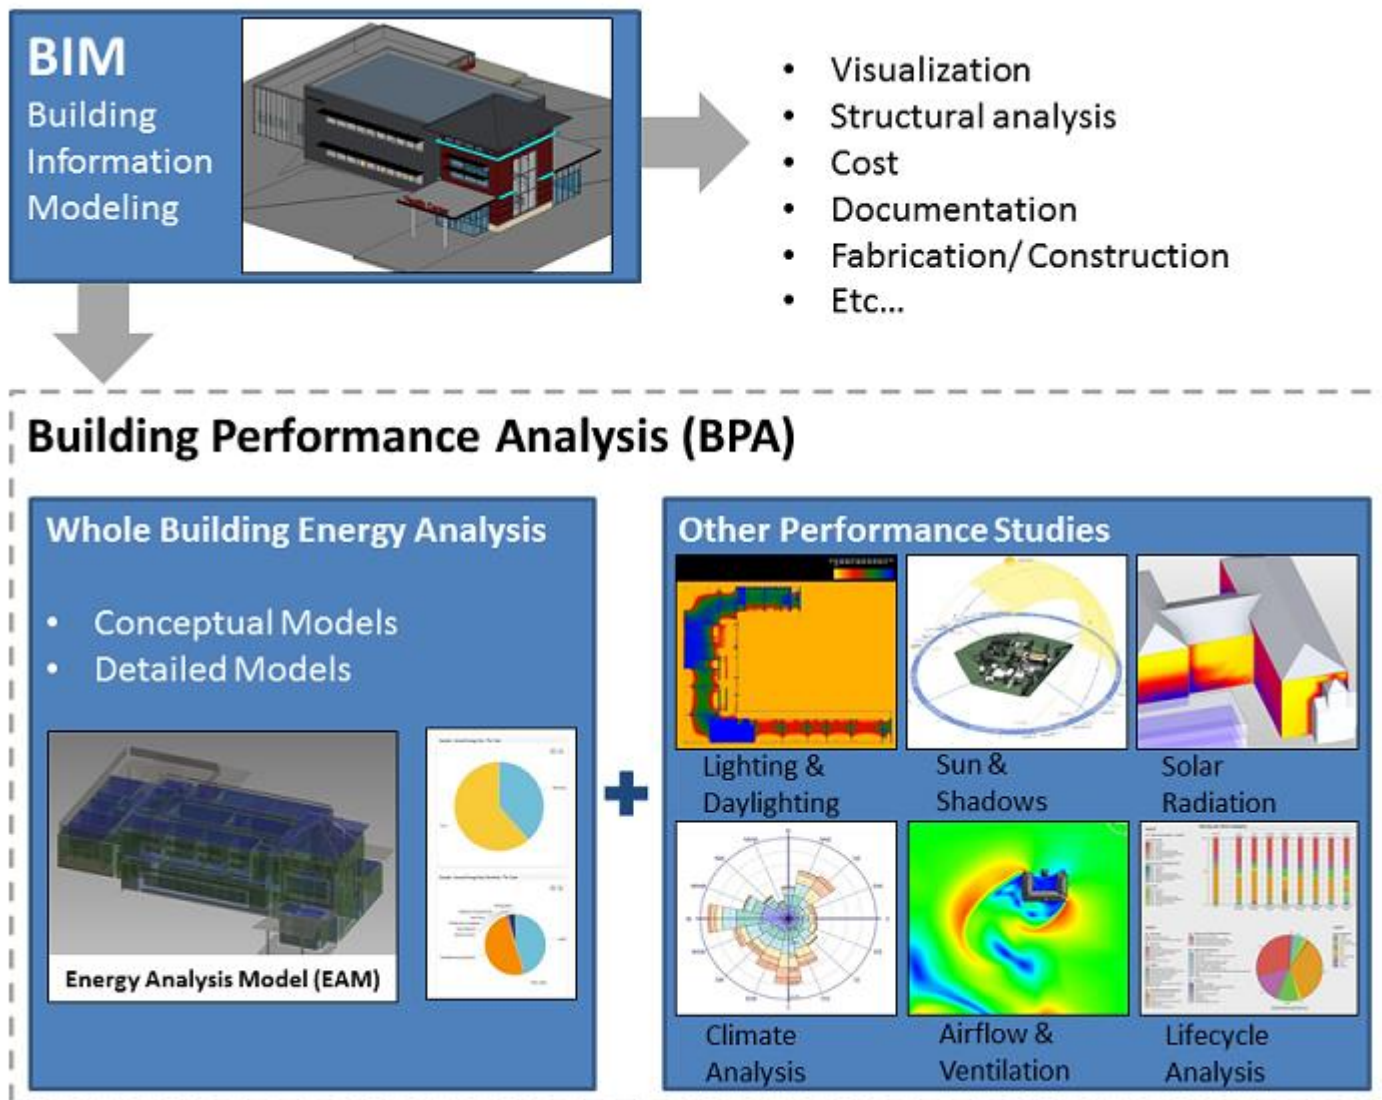 BIM
Building
Information
Modeling
• Visualization
• Structural analysis
• Cost
• Documentation
• Fabrication/Construction
• Etc...
Building Performance Analysis (BPA)
Whole Building Energy Analysis
• Conceptual Models
• Detailed Models
Energy Analysis Model (EAM)
Other Performance Studies
Lighting &
Daylighting
Sun &
Shadows
Solar
Radiation
Climate
Analysis
Airflow &
Ventilation
Lifecycle
Analysis